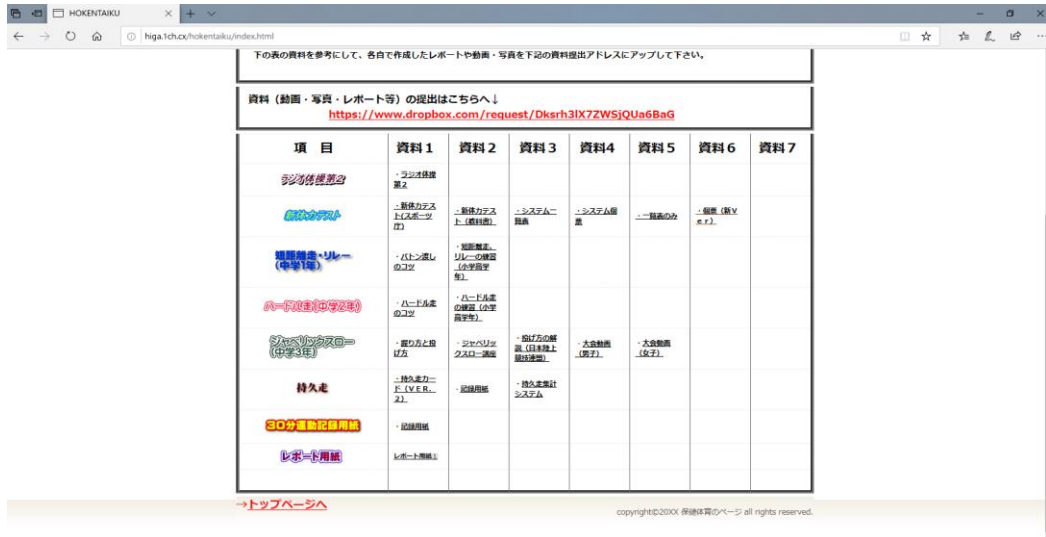 HOKENTAIKU
higa.1ch.cx/hokentaiku/index.html
下の表の資料を参考にして、各自で作成したレポートや動画・写真を下記の資料提出アドレスにアップして下さい。
資料（動画・写真・レポート等）の提出はこちらへ↓
https://www.dropbox.com/request/Dksrh3lX7ZWSjQUa6BaG
項 目 資料１ 資料２ 資料３ 資料4 資料５ 資料６ 資料７
ラジオ体操第2 ・ラジオ体操
第２
新体力テスト ・新体力テス
ト(スポーツ
庁) ・新体力テス
ト（教科書） ・システム一
覧表 ・システム個
票 ・一覧表のみ ・個票（新V
er）
短距離走・リレー
(中学1年) ・バトン渡し
のコツ ・短距離走、
リレーの練習
（小学高学
年）
ハードル走(中学2年) ・ハードル走
のコツ ・ハードル走
の練習（小学
高学年）
ジャベリックスロー
(中学3年) ・握り方と投
げ方 ・ジャベリッ
クスロー講座 ・投げ方の解
説（日本陸上
競技連盟） ・大会動画
（男子） ・大会動画
（女子）
持久走 ・持久走カー
ド（VER．
2） ・記録用紙 ・持久走集計
システム
30分運動記録用紙 ・記録用紙
レポート用紙 レポート用紙１
→トップページへ
copyright©20XX 保健体育のページ all rights reserved.